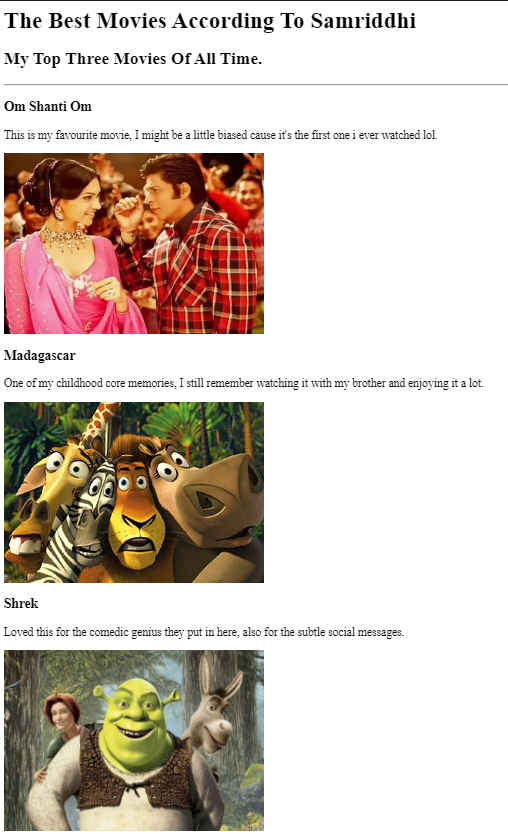 The Best Movies According To Samriddhi
My Top Three Movies Of All Time.
Om Shanti Om
This is my favourite movie, I might be a little biased cause it's the first one i ever watched lol.
Madagascar
One of my childhood core memories, I still remember watching it with my brother and enjoying it a lot.
Shrek
Loved this for the comedic genius they put in here, also for the subtle social messages.